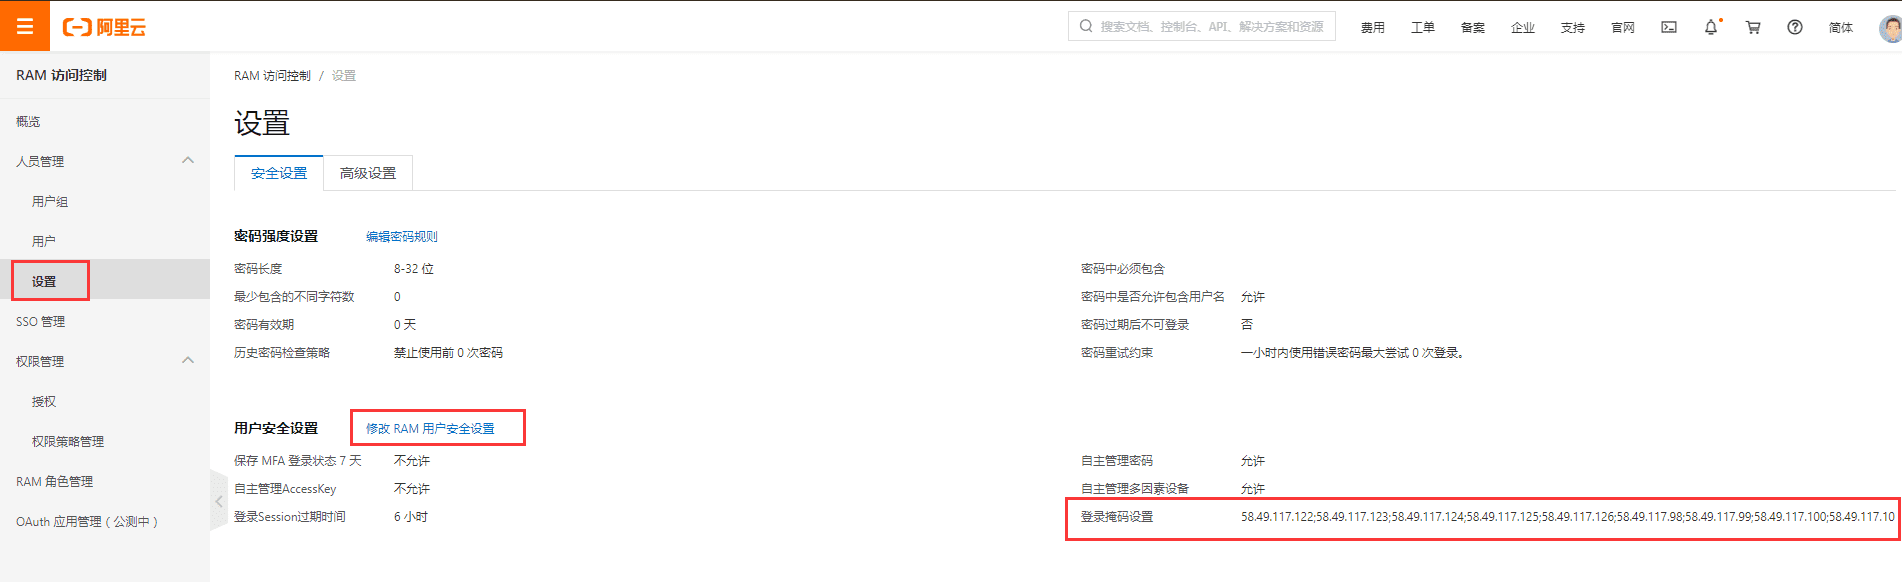 阿里云
搜索文档、控制台、API、解决方案和资源
费用 工单 备案 企业 支持 官网 简体
RAM 访问控制
概览
人员管理
用户组
用户
设置
SSO 管理
权限管理
授权
权限策略管理
RAM 角色管理
OAuth 应用管理（公测中）
RAM 访问控制 / 设置
设置
安全设置 高级设置
密码强度设置 编辑密码规则
密码长度 8-32 位 密码中必须包含
最少包含的不同字符数 0 密码中是否允许包含用户名 允许
密码有效期 0 天 密码过期后不可登录 否
历史密码检查策略 禁止使用前 0 次密码 密码重试约束 一小时内使用错误密码最大尝试 0 次登录。
用户安全设置 修改 RAM 用户安全设置
保存 MFA 登录状态 7 天 不允许 自主管理密码 允许
自主管理AccessKey 不允许 自主管理多因素设备 允许
登录Session过期时间 6 小时 登录掩码设置 58.49.117.122;58.49.117.123;58.49.117.124;58.49.117.125;58.49.117.126;58.49.117.98;58.49.117.99;58.49.117.100;58.49.117.10